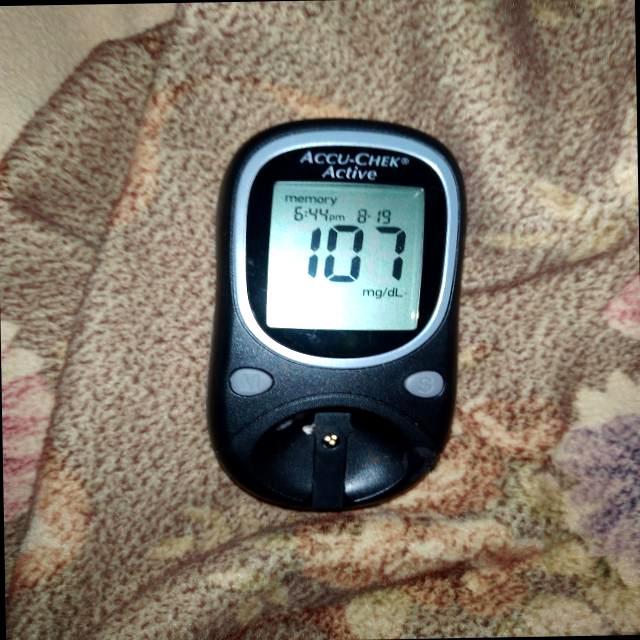 ACCU-CHEK®
Active
memory
6:44pm 8-19
107
mg/dL
M
S